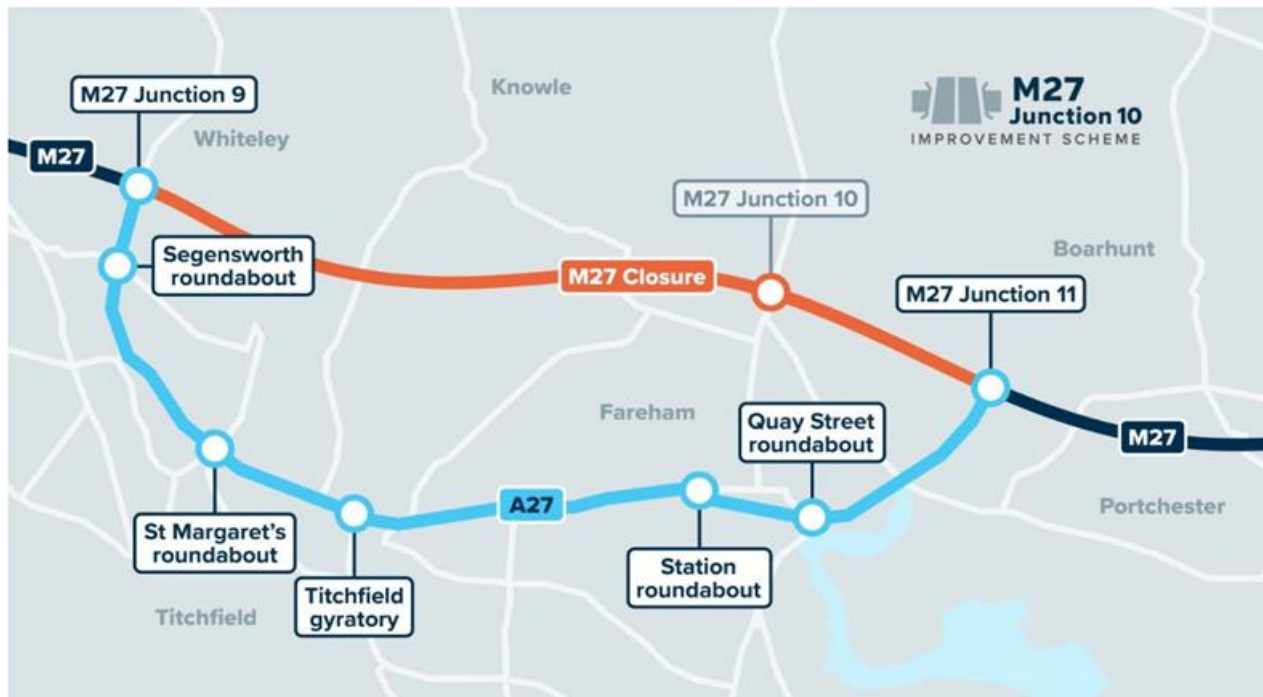 M27 Junction 9
Whiteley
Knowle
M27
Junction 10
IMPROVEMENT SCHEME
M27
M27 Junction 10
Segensworth
roundabout
M27 Closure
Boarhunt
M27 Junction 11
Fareham
Quay Street
roundabout
M27
St Margaret's
roundabout
A27
Portchester
Station
roundabout
Titchfield
Titchfield
gyratory